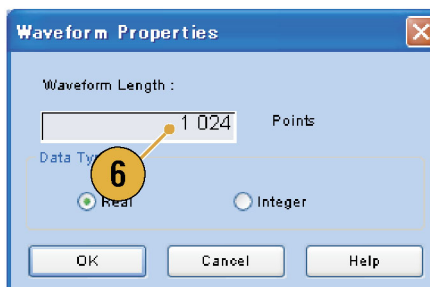 Waveform Properties
Waveform Length :
1 024 Points
Data Ty
6
Real Integer
OK Cancel Help